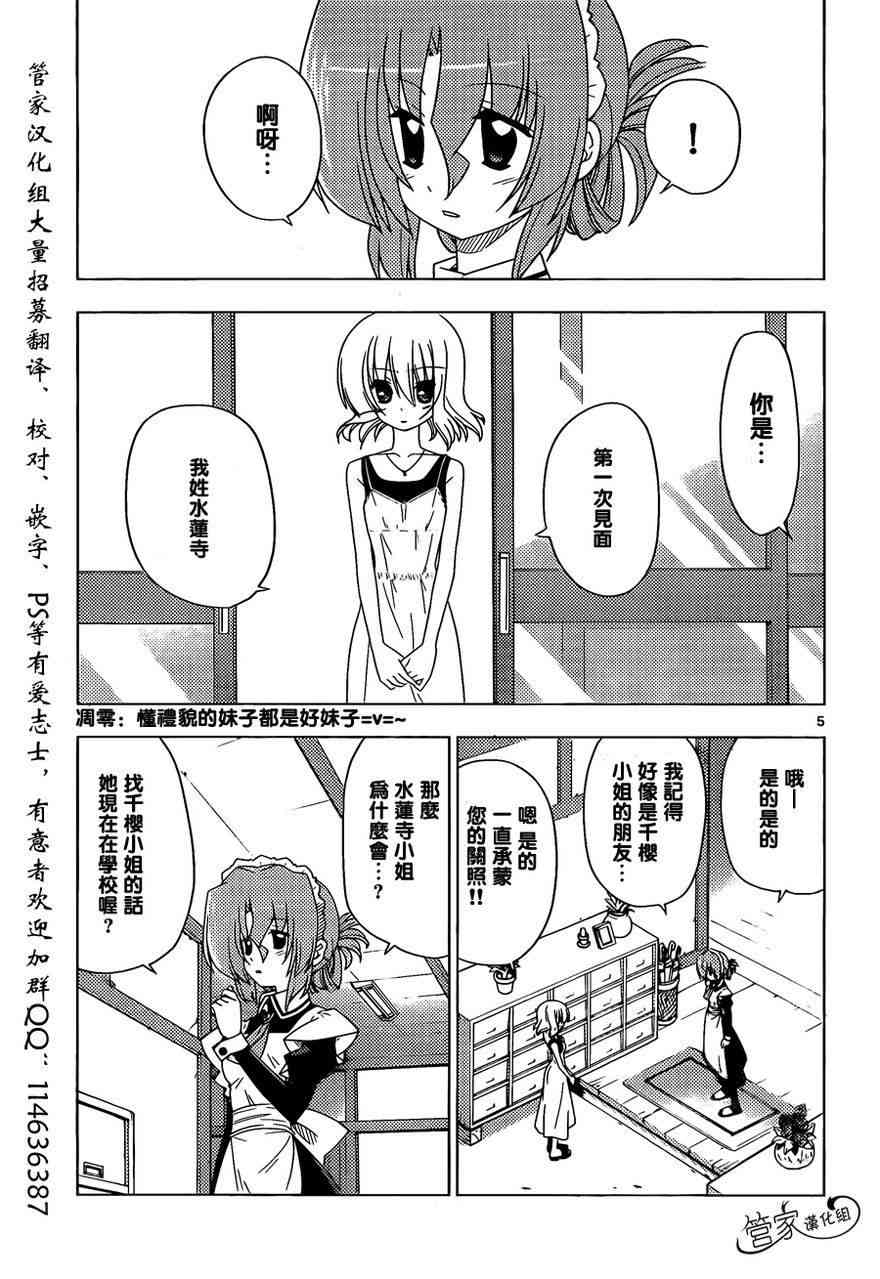 ！
啊呀…
你是…
第一次見面
我姓水蓮寺
凋零：懂禮貌的妹子都是好妹子=v=~
5
哦—
是的是的
我記得
好像是千櫻
小姐的朋友…
嗯 是的
一直承蒙
您的關照!!
那麼
水蓮寺小姐
為什麼會…？
找千櫻小姐的話
她現在在學校喔？
管家汉化组大量招募翻译、校对、嵌字、PS等有爱志士，有意者欢迎加群QQ：114636387
管家漢化組